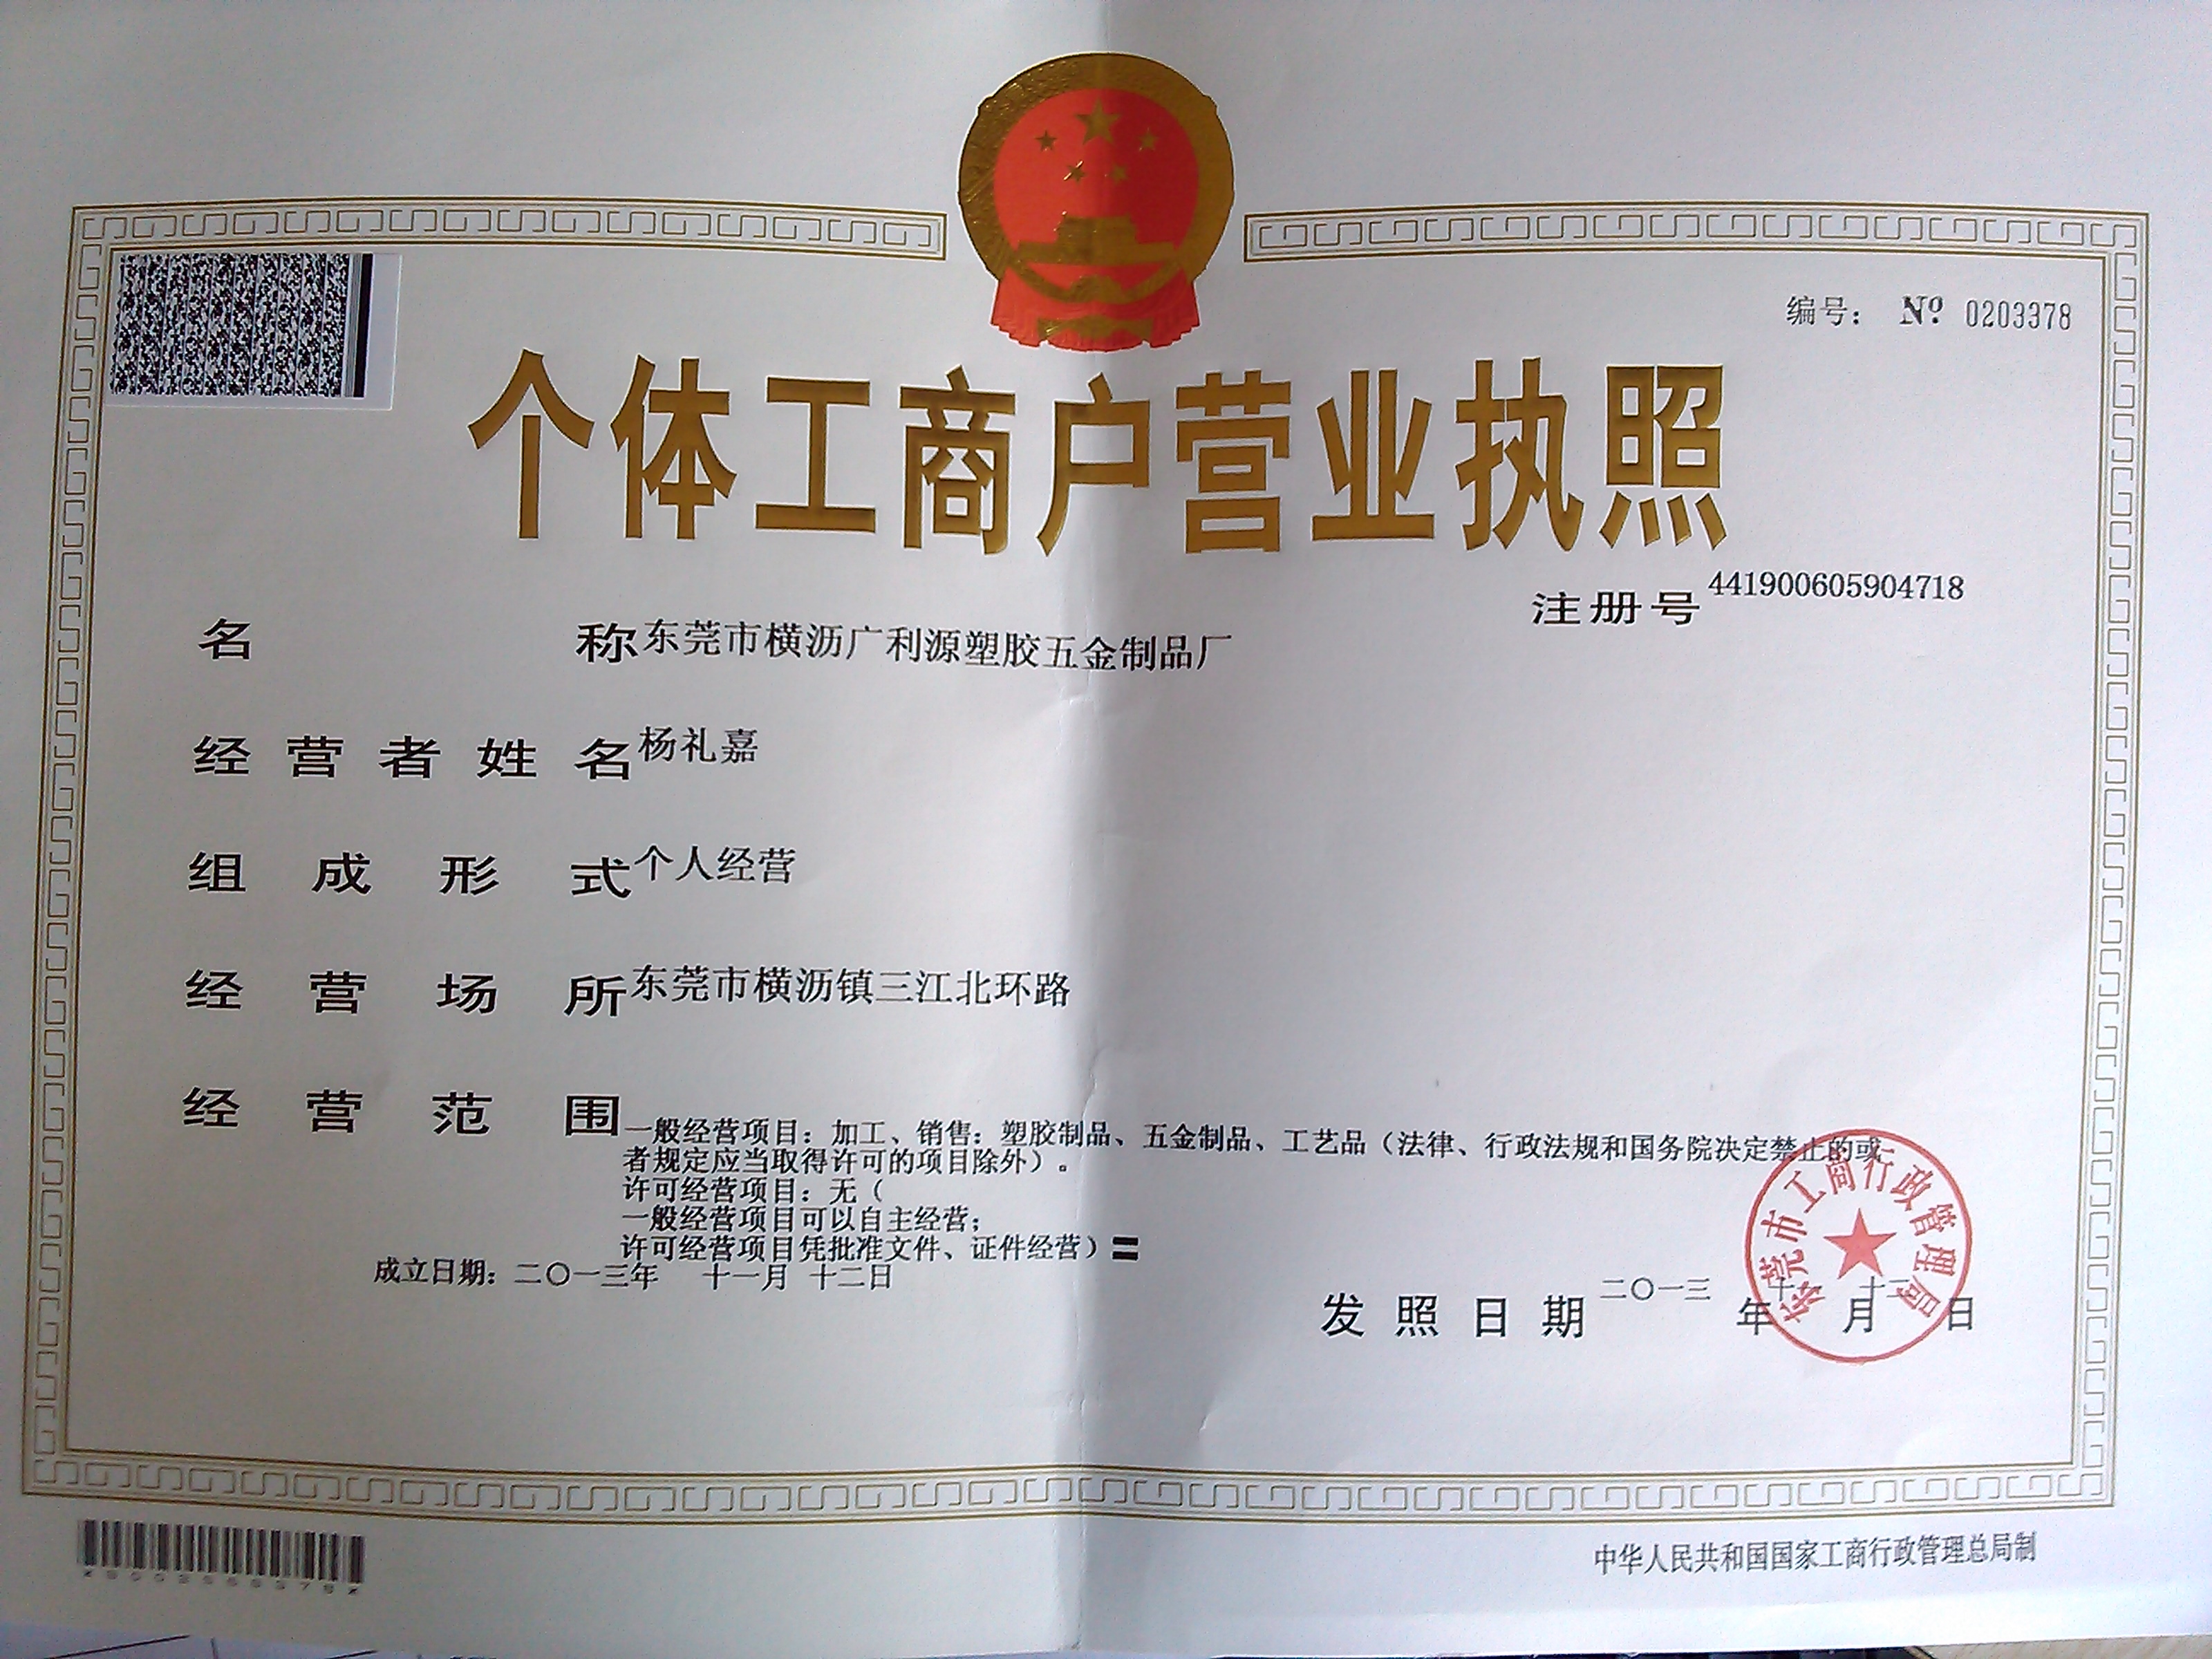 编号： Nº 0203378
个体工商户营业执照
注册号 441900605904718
名称 东莞市横沥广利源塑胶五金制品厂
经营者姓名 杨礼嘉
组成形式 个人经营
经营场所 东莞市横沥镇三江北环路
经营范围 一般经营项目：加工、销售：塑胶制品、五金制品、工艺品（法律、行政法规和国务院决定禁止的或
者规定应当取得许可的项目除外）。
许可经营项目：无（
一般经营项目可以自主经营；
许可经营项目凭批准文件、证件经营）〓
成立日期：二〇一三年 十一月 十二日
发照日期 二〇一三年 十一月 十二日
东莞市工商行政管理局
中华人民共和国国家工商行政管理总局制